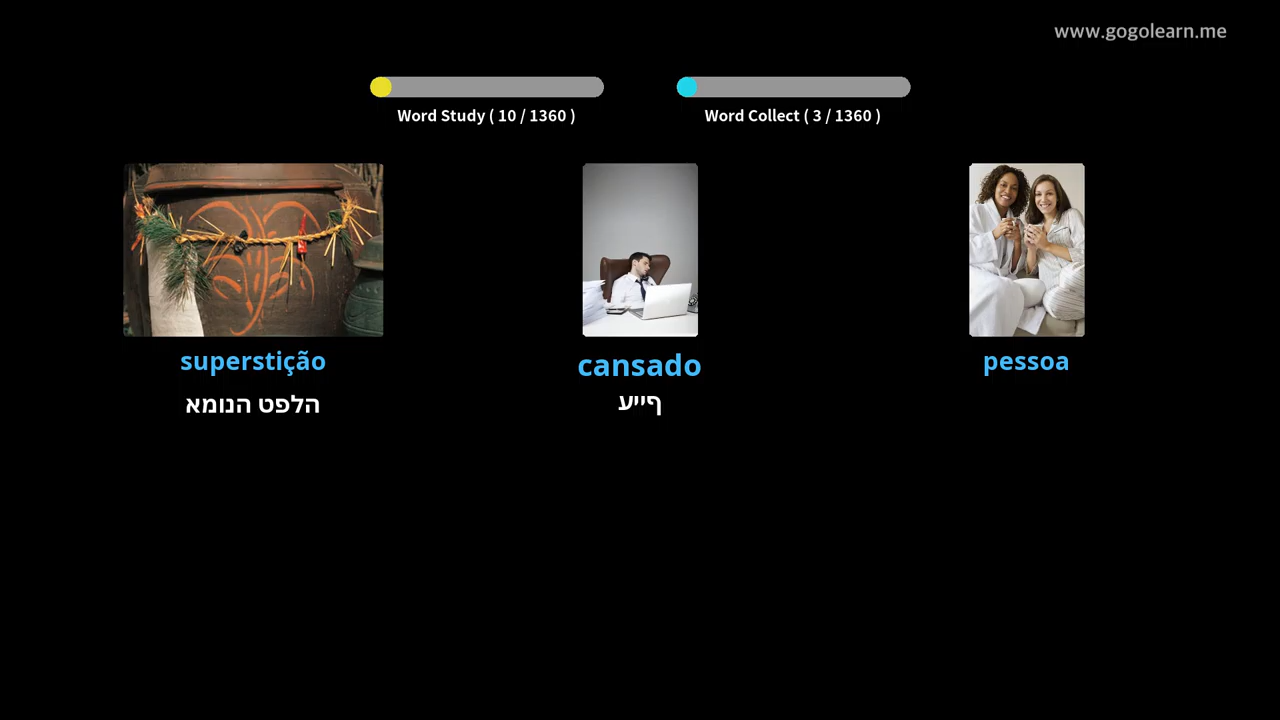 www.gogolearn.me
Word Study ( 10 / 1360 )
Word Collect ( 3 / 1360 )
superstição
הלפט הנומא
cansado
ףייע
pessoa